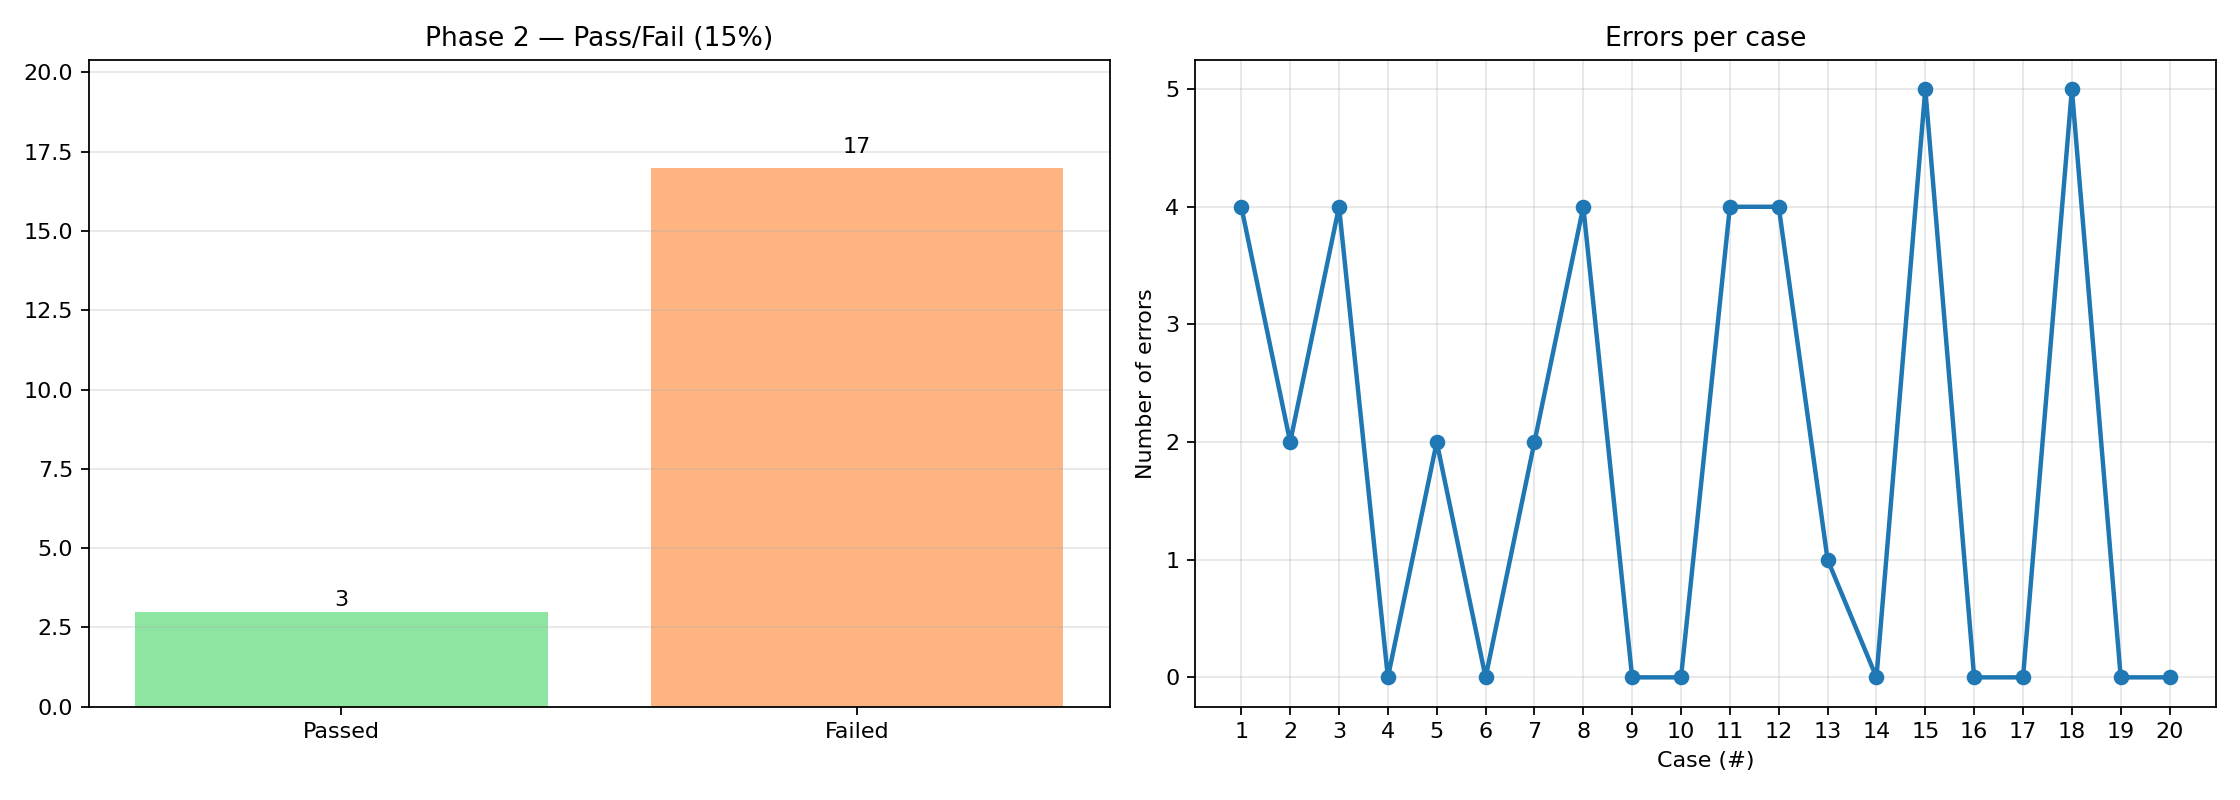 Phase 2 — Pass/Fail (15%)
20.0
17.5
15.0
12.5
10.0
7.5
5.0
2.5
0.0
3
17
Passed Failed
Errors per case
Number of errors
5
4
3
2
1
0
1 2 3 4 5 6 7 8 9 10 11 12 13 14 15 16 17 18 19 20
Case (#)